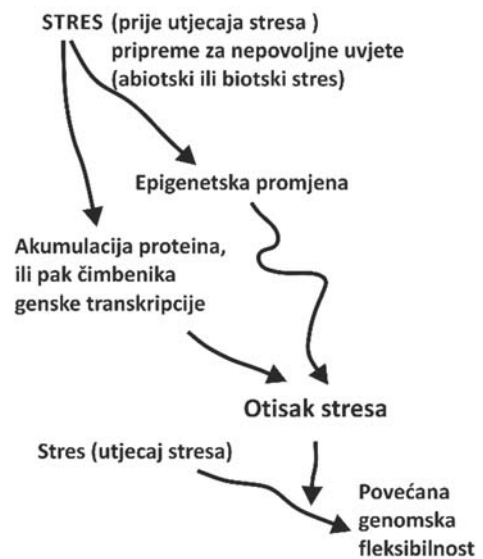 STRES (prije utjecaja stresa )
pripreme za nepovoljne uvjete
(abiotski ili biotski stres)
Epigenetska promjena
Akumulacija proteina,
ili pak čimbenika
genske transkripcije
Otisak stresa
Stres (utjecaj stresa)
Povećana
genomska
fleksibilnost